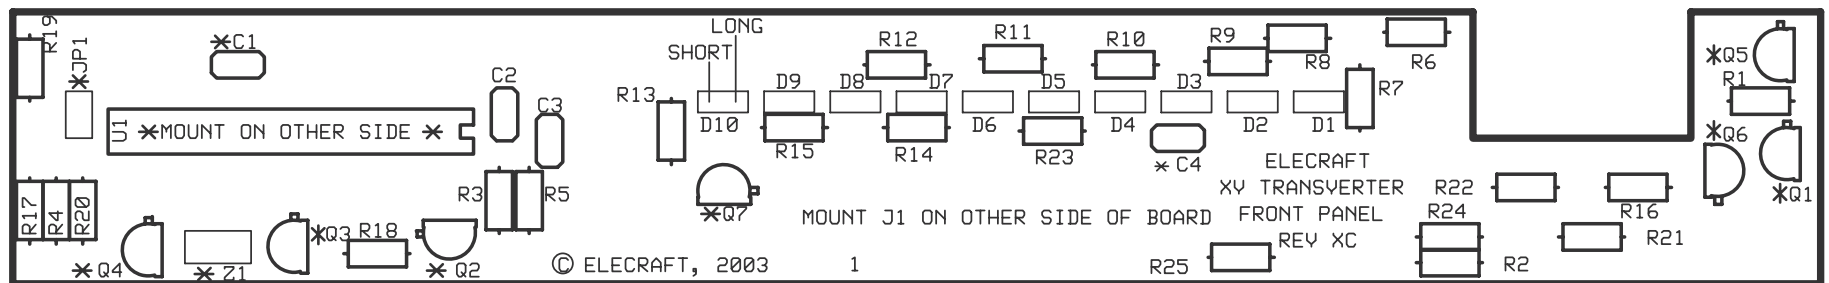 LONG
SHORT
R19
JP1
*C1
C2
C3
R13
R12
R11
R10
R9
R8
R6
R7
*Q5
R1
D9
D8
D7
D5
D3
U1
*MOUNT ON OTHER SIDE *
D10
D6
D4
D2
D1
R15
R14
R23
* C4
*Q6
ELECRAFT
XV TRANSVERTER
FRONT PANEL
REV XC
R17
R4
R20
R3
R5
*Q7
MOUNT J1 ON OTHER SIDE OF BOARD
R22
R16
*Q1
R24
R21
*Q3
R18
* Q4
*Z1
* Q2
© ELECRAFT, 2003
1
R25
R2